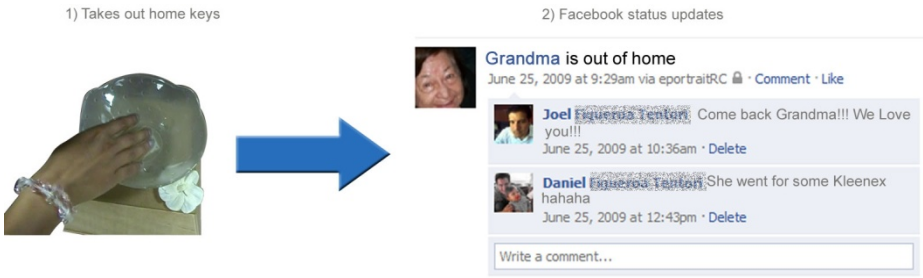 1) Takes out home keys
2) Facebook status updates
Grandma is out of home
June 25, 2009 at 9:29am via eportraitRC · Comment · Like
Joel Come back Grandma!!! We Love
you!!!
June 25, 2009 at 10:36am · Delete
Daniel She went for some Kleenex
hahaha
June 25, 2009 at 12:43pm · Delete
Write a comment...